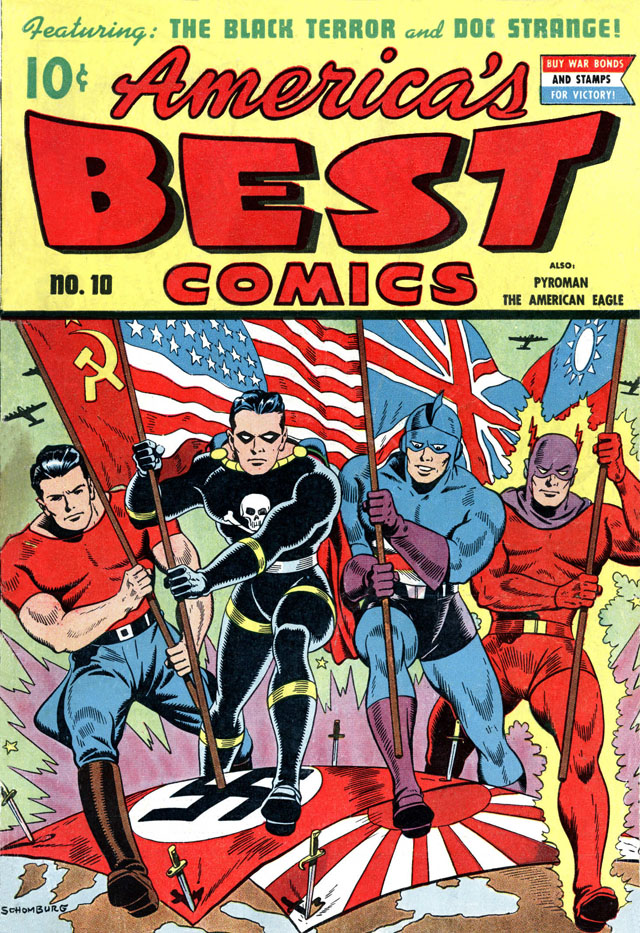 Featuring: THE BLACK TERROR and DOC STRANGE!
10¢
America's
BUY WAR BONDS
AND STAMPS
FOR VICTORY!
BEST
NO. 10
COMICS
ALSO:
PYROMAN
THE AMERICAN EAGLE
SCHOMBURG